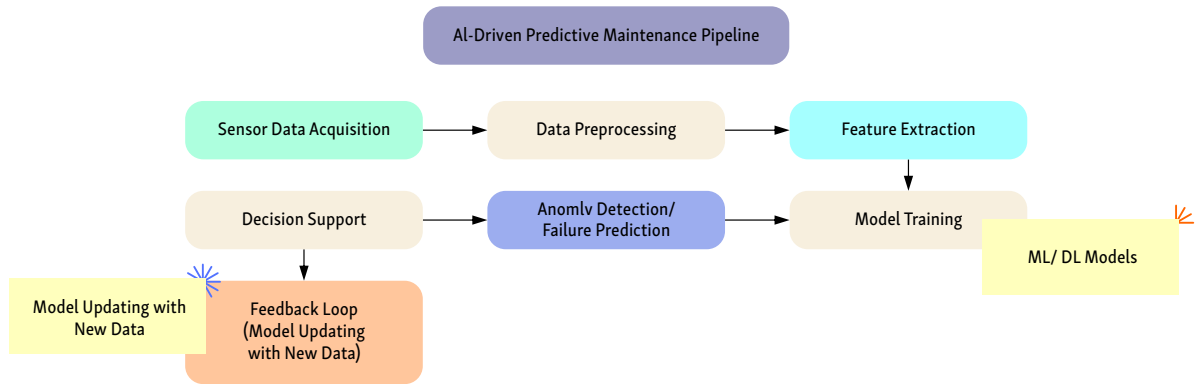 Al-Driven Predictive Maintenance Pipeline
Sensor Data Acquisition
Data Preprocessing
Feature Extraction
Decision Support
Anomlv Detection/
Failure Prediction
Model Training
ML/ DL Models
Model Updating with
New Data
Feedback Loop
(Model Updating
with New Data)